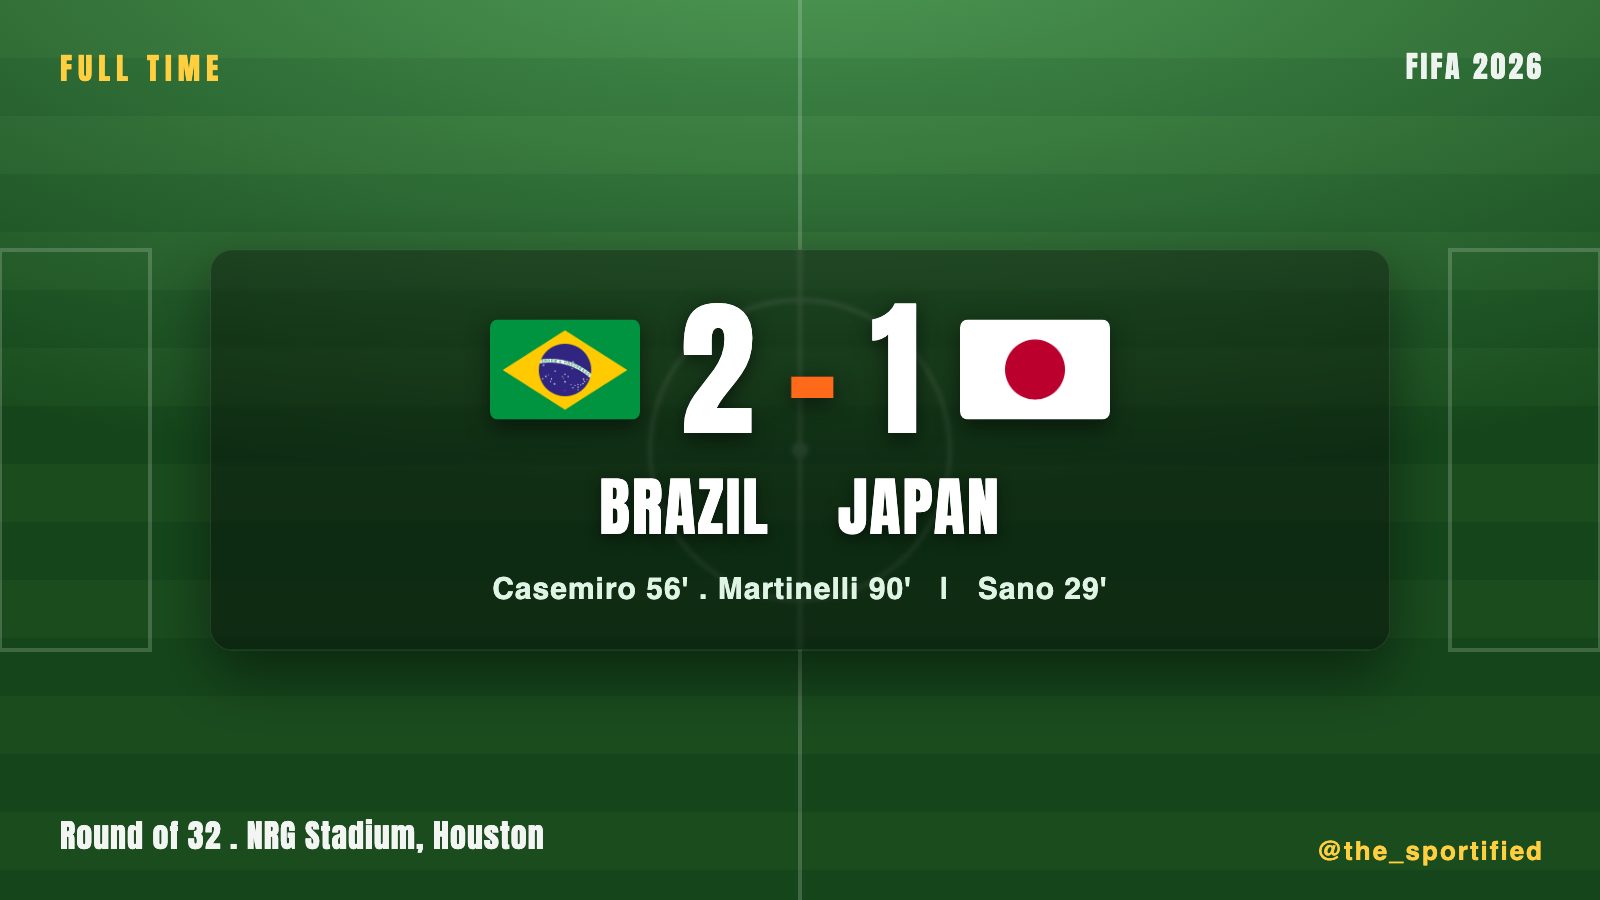 FULL TIME
FIFA 2026
2 - 1
BRAZIL JAPAN
Casemiro 56' . Martinelli 90' | Sano 29'
Round of 32 . NRG Stadium, Houston
@the_sportified